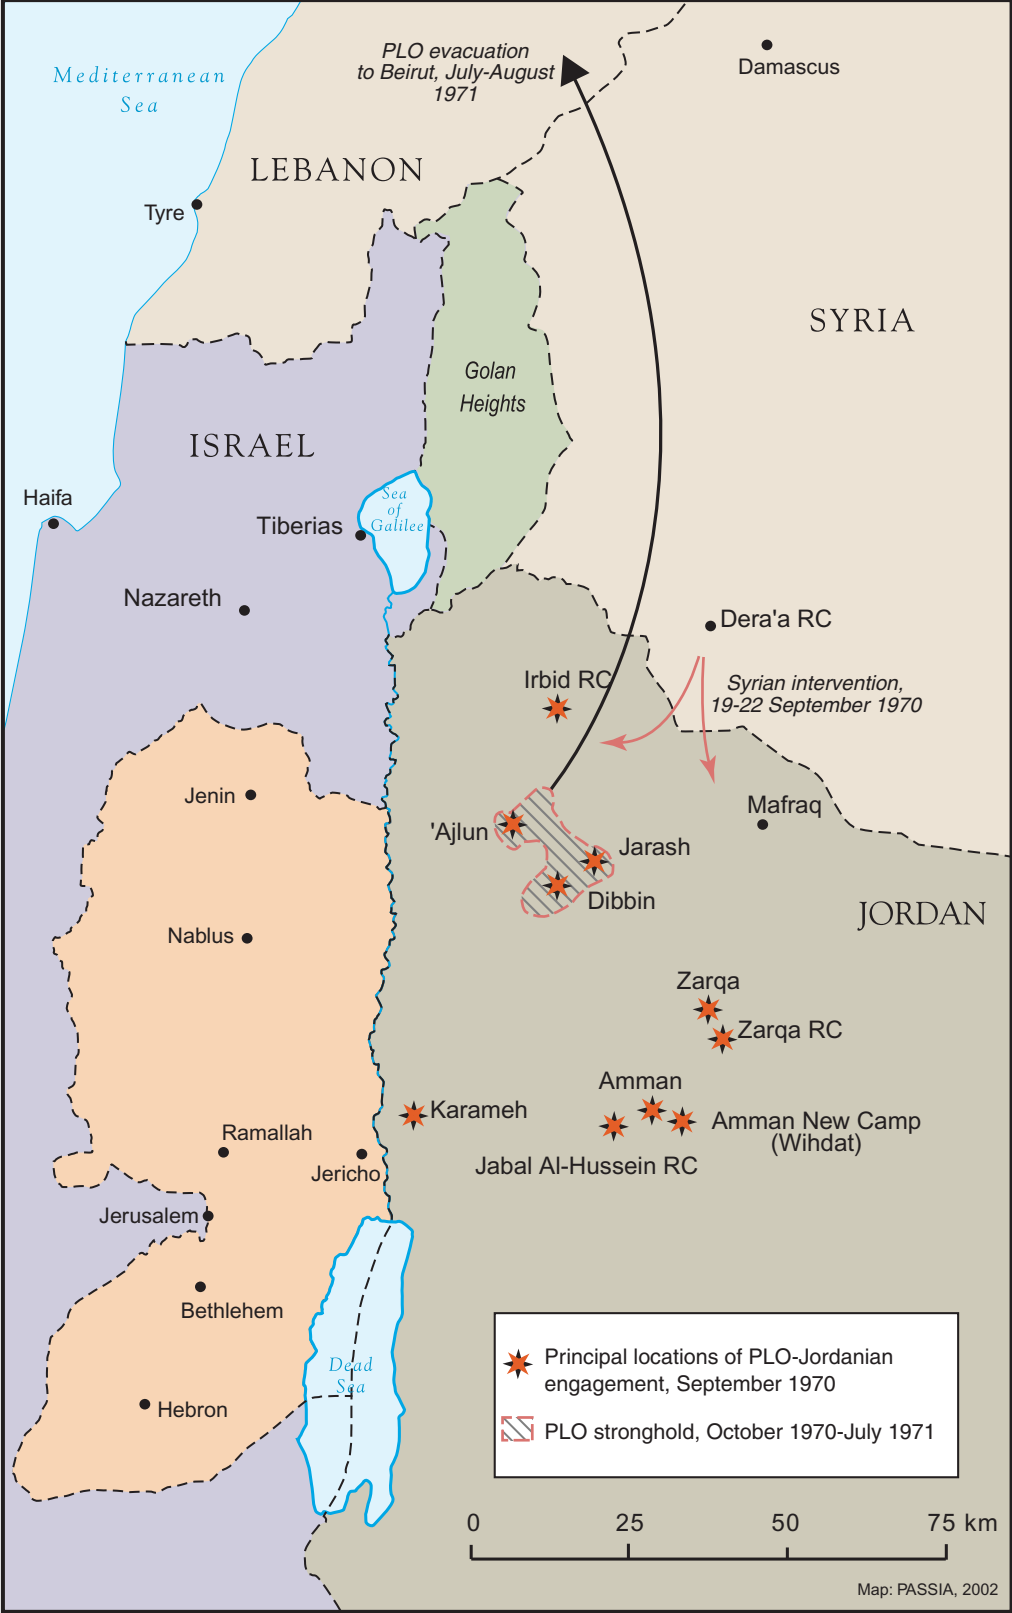 PLO evacuation
to Beirut, July-August
1971
Damascus
Mediterranean
Sea
LEBANON
Tyre
SYRIA
Golan
Heights
ISRAEL
Haifa
Sea
of
Galilee
Tiberias
Nazareth
Dera'a RC
Irbid RC
Syrian intervention,
19-22 September 1970
Jenin
Mafraq
'Ajlun
Jarash
Dibbin
JORDAN
Nablus
Zarqa
Zarqa RC
Amman
Karameh
Amman New Camp
(Wihdat)
Ramallah
Jericho
Jabal Al-Hussein RC
Jerusalem
Bethlehem
Dead
Sea
Hebron
Principal locations of PLO-Jordanian
engagement, September 1970
PLO stronghold, October 1970-July 1971
0 25 50 75 km
Map: PASSIA, 2002